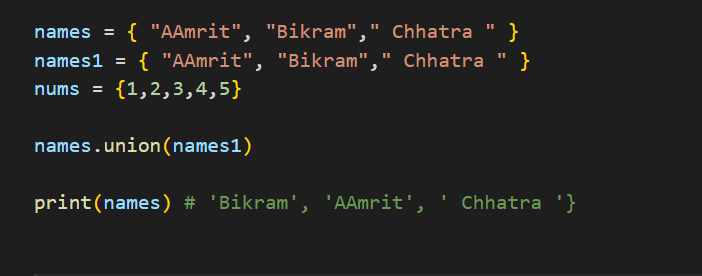 names = { "AAmrit", "Bikram"," Chhatra " }
names1 = { "AAmrit", "Bikram"," Chhatra " }
nums = {1,2,3,4,5}
names.union(names1)
print(names) # 'Bikram', 'AAmrit', ' Chhatra '}